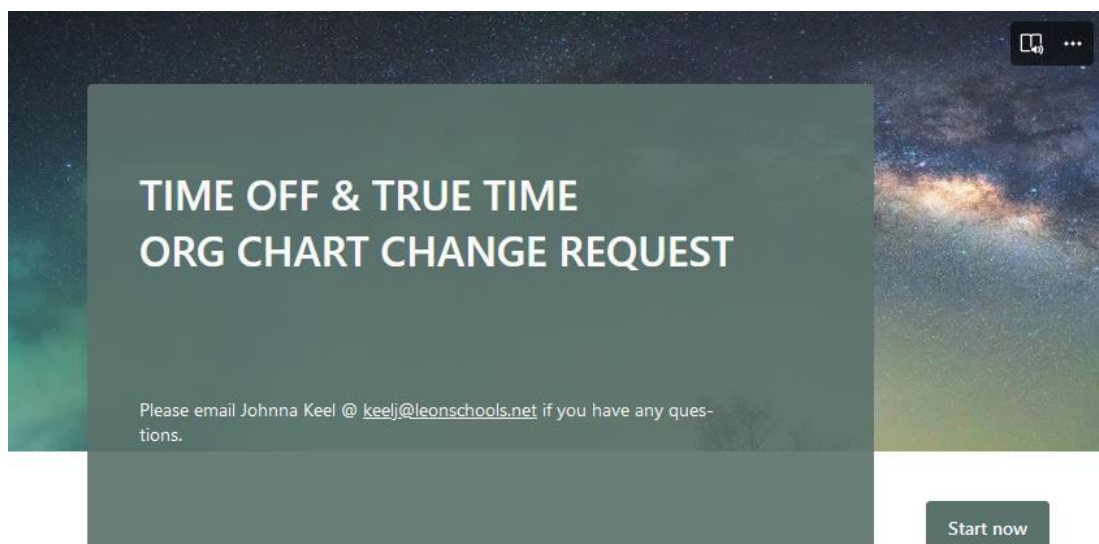 TIME OFF & TRUE TIME
ORG CHART CHANGE REQUEST
Please email Johnna Keel @ keelj@leonschools.net if you have any ques-
tions.
Start now